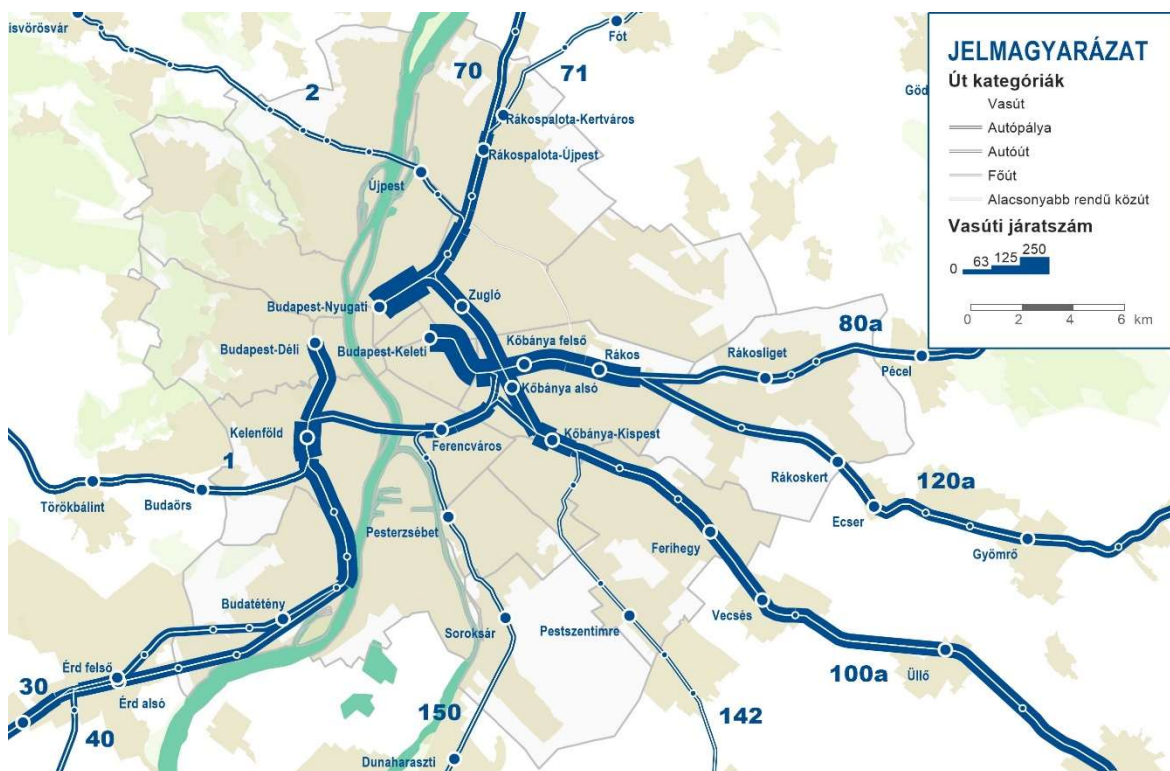 isvörösvár
70
71
Fót
2
Rákospalota-Kertváros
Rákospalota-Újpest
Újpest
Göd
JELMAGYARÁZAT
Út kategóriák
Vasút
Autópálya
Autóút
Főút
Alacsonyabb rendű közút
Vasúti járatszám
0 63 125 250
0 2 4 6 km
Budapest-Nyugati
Zugló
Budapest-Déli
Budapest-Keleti
Kőbánya felső
Rákos
80a
Rákosliget
Pécel
Kőbánya alsó
Kelenföld
Ferencváros
Kőbánya-Kispest
1
Törökbálint
Budaörs
Rákoskert
120a
Ecser
Pesterzsébet
Ferihegy
Gyömrő
Budatétény
Vecsés
Soroksár
Pestszentimre
Érd felső
100a
Üllő
30
Érd alsó
150
142
40
Dunaharaszti